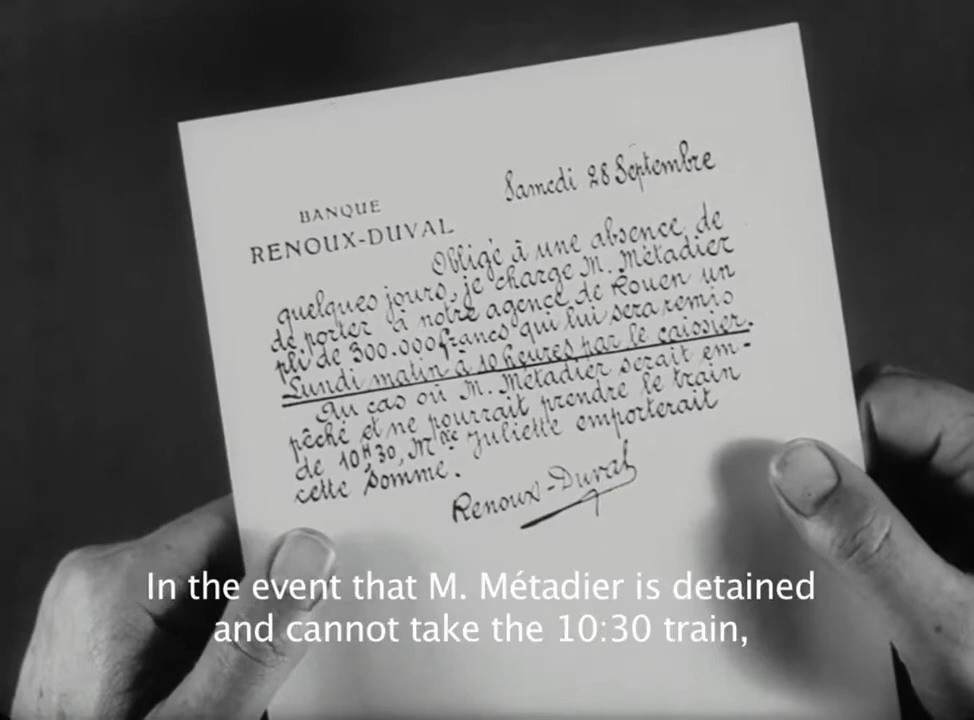 Samedi 28 Septembre
BANQUE
RENOUX-DUVAL
Obligé à une absence de
quelques jours, je charge M. Métadier
de porter à notre agence de Rouen un
pli de 300.000 francs qui lui sera remis
Lundi matin à 10 heures par le caissier.
Au cas où M. Métadier serait em-
pêché et ne pourrait prendre le train
de 10H30, Mlle Juliette emporterait
cette somme.
Renoux-Duval
In the event that M. Métadier is detained
and cannot take the 10:30 train,